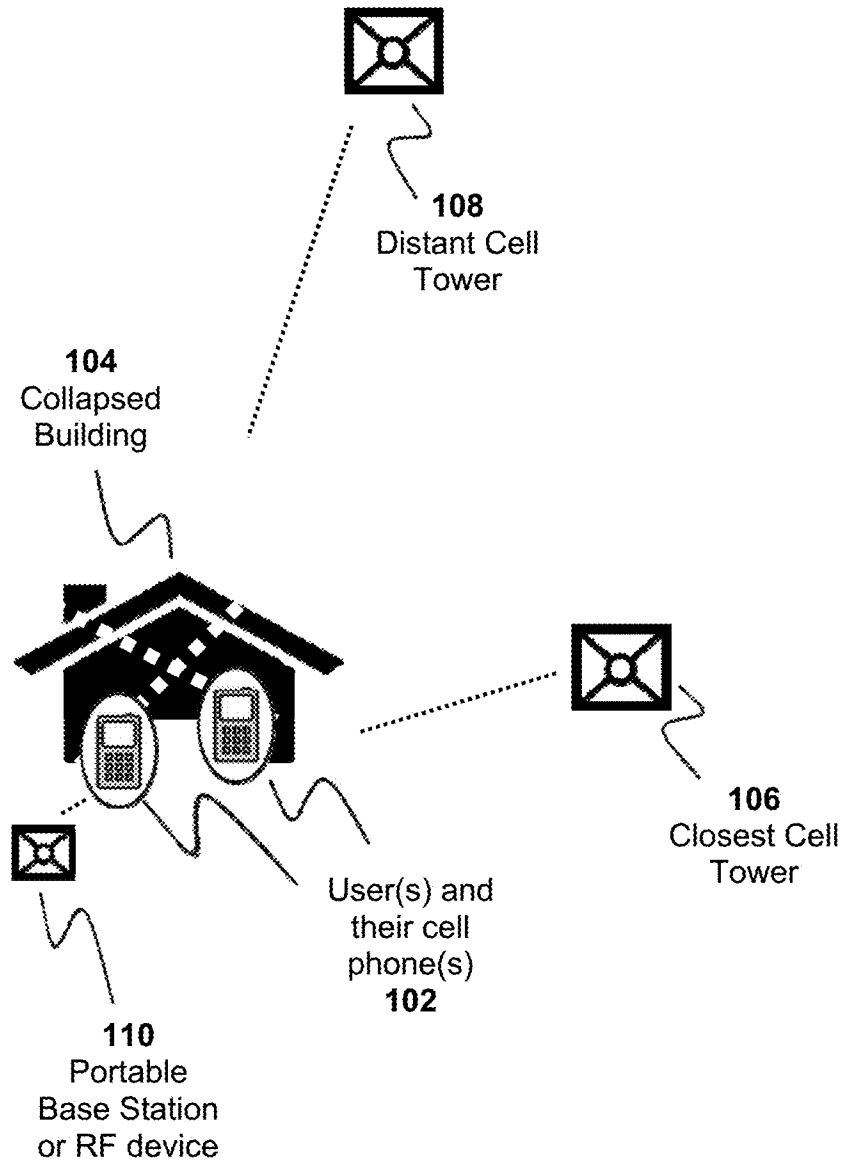 108
Distant Cell
Tower
104
Collapsed
Building
106
Closest Cell
Tower
User(s) and
their cell
phone(s)
102
110
Portable
Base Station
or RF device